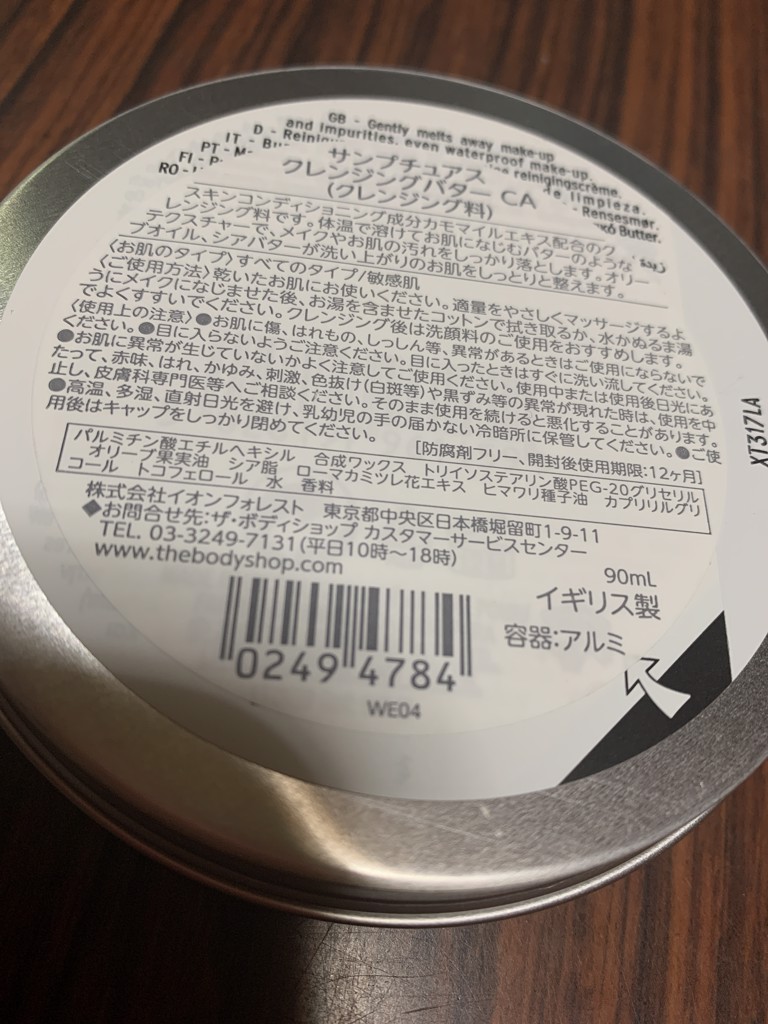 GB - Gently melts away make-up
and impurities, even waterproof make-up.
IT
D - Reinigu
reinigingscrème.
PT - M
Bu
de limpieza.
FI - P
- Rensesmør.
RO -
xó Butter.
サンプチュアス
クレンジングバター CA
(クレンジング料)
スキンコンディショニング成分カモマイルエキス配合のク
レンジング料です。体温で溶けてお肌になじむバターのような
テクスチャーで、メイクやお肌の汚れをしっかり落とします。オリー
ブオイル、シアバターが洗い上がりのお肌をしっとりと整えます。
〈お肌のタイプ〉すべてのタイプ/敏感肌
〈ご使用方法〉乾いたお肌にお使いください。適量をやさしくマッサージするよ
うにメイクになじませた後、お湯を含ませたコットンで拭き取るか、水かぬるま湯
でよくすすいでください。クレンジング後は洗顔料のご使用をおすすめします。
〈使用上の注意〉●お肌に傷、はれもの、しっしん等、異常があるときはご使用にならないで
ください。●目に入らないようご注意ください。目に入ったときはすぐに洗い流してください。
●お肌に異常が生じていないかよく注意してご使用ください。使用中または使用後日光にあ
たって、赤味、はれ、かゆみ、刺激、色抜け(白斑等)や黒ずみ等の異常が現れた時は、使用を中
止し、皮膚科専門医等へご相談ください。そのまま使用を続けると悪化することがあります。
●高温、多湿、直射日光を避け、乳幼児の手の届かない冷暗所に保管してください。●ご使
用後はキャップをしっかり閉めてください。
[防腐剤フリー、開封後使用期限:12ヶ月]
パルミチン酸エチルヘキシル 合成ワックス トリイソステアリン酸PEG-20グリセリル
オリーブ果実油 シア脂 ローマカミツレ花エキス ヒマワリ種子油 カプリリルグリ
コール トコフェロール 水 香料
株式会社イオンフォレスト 東京都中央区日本橋堀留町1-9-11
◆お問合せ先:ザ・ボディショップ カスタマーサービスセンター
TEL. 03-3249-7131(平日10時〜18時)
www.thebodyshop.com
90mL
イギリス製
容器:アルミ
0249 4784
WE04
XT317LA